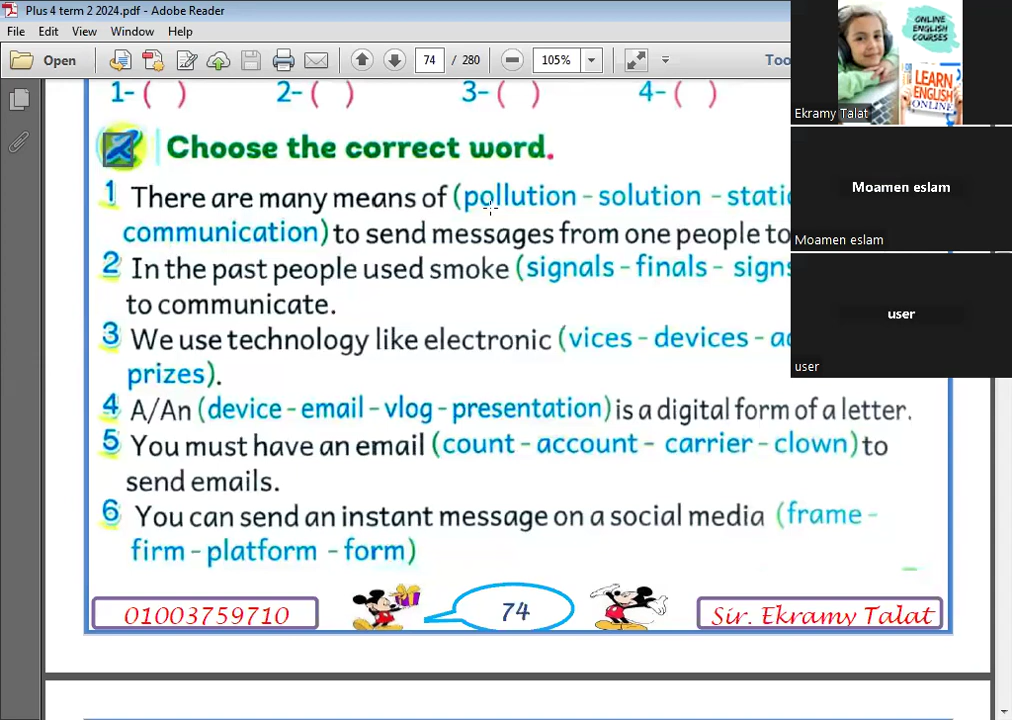 Plus 4 term 2 2024.pdf - Adobe Reader
File Edit View Window Help
Open 74 / 280 105%
1- ( ) 2- ( ) 3- ( ) 4- ( )
Choose the correct word.
1 There are many means of (pollution - solution -
communication) to send messages from one people to
2 In the past people used smoke (signals - finals -
to communicate.
3 We use technology like electronic (vices - devices -
prizes).
4 A/An (device - email - vlog - presentation) is a digital form of a letter.
5 You must have an email (count - account - carrier - clown) to
send emails.
6 You can send an instant message on a social media (frame -
firm - platform - form)
01003759710
74
Sir. Ekramy Talat
ONLINE
ENGLISH
COURSES
LEARN
ENGLISH
ONLINE
Ekramy Talat
Moamen eslam
Moamen eslam
user
user